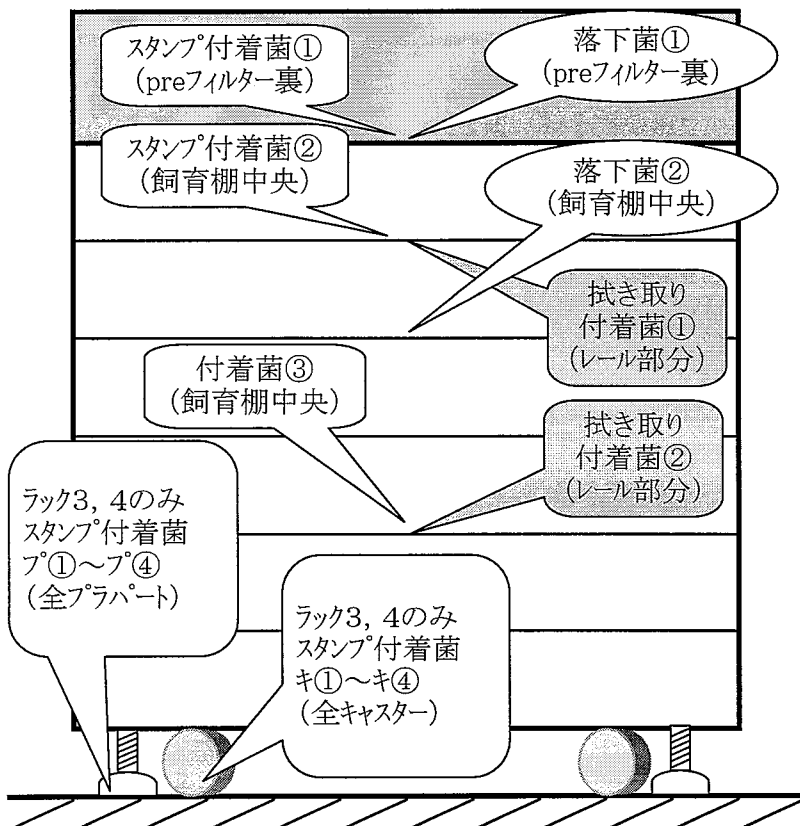 スタンプ付着菌①
(preフィルター裏)
落下菌①
(preフィルター裏)
スタンプ付着菌②
(飼育棚中央)
落下菌②
(飼育棚中央)
拭き取り
付着菌①
(レール部分)
付着菌③
(飼育棚中央)
拭き取り
付着菌②
(レール部分)
ラック3, 4のみ
スタンプ付着菌
プ①～プ④
(全プラパート)
ラック3, 4のみ
スタンプ付着菌
キ①～キ④
(全キャスター)